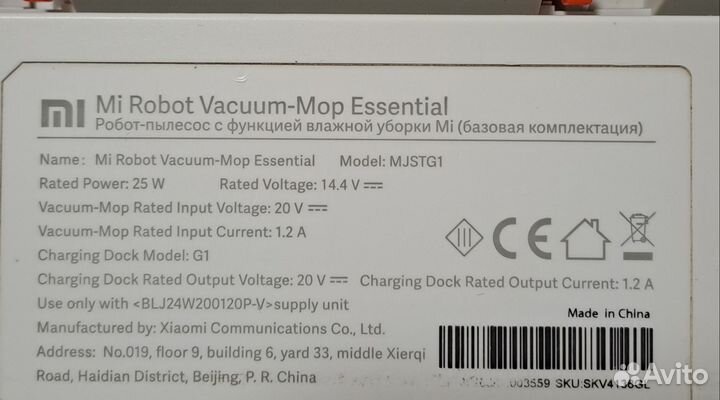 mi Mi Robot Vacuum-Mop Essential
Робот-пылесос с функцией влажной уборки Mi (базовая комплектация)
Name: Mi Robot Vacuum-Mop Essential Model: MJSTG1
Rated Power: 25 W Rated Voltage: 14.4 V ⎓
Vacuum-Mop Rated Input Voltage: 20 V ⎓
Vacuum-Mop Rated Input Current: 1.2 A
Charging Dock Model: G1
Charging Dock Rated Output Voltage: 20 V ⎓ Charging Dock Rated Output Current: 1.2 A
Use only with <BLJ24W200120P-V>supply unit
Manufactured by: Xiaomi Communications Co., Ltd.
Address: No.019, floor 9, building 6, yard 33, middle Xierqi
Road, Haidian District, Beijing, P. R. China
CE
Made in China
SKU:SKV4136GL
Avito